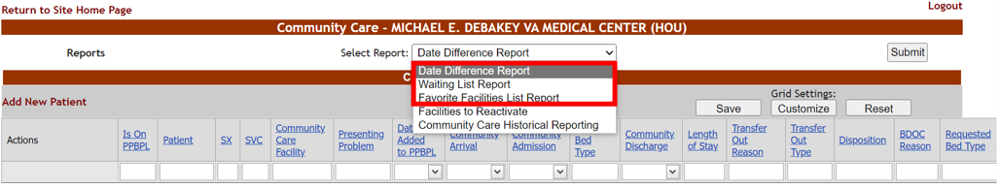 Return to Site Home Page
Logout
Community Care - MICHAEL E. DEBAKEY VA MEDICAL CENTER (HOU)
Reports
Select Report:
Date Difference Report
Submit
C
Date Difference Report
Waiting List Report
Favorite Facilities List Report
Facilities to Reactivate
Community Care Historical Reporting
Add New Patient
Grid Settings:
Save
Customize
Reset
Actions
Is On PPBPL
Patient
SX
SVC
Community Care Facility
Presenting Problem
Date Added to PPBPL
Community Arrival
Community Admission
Bed Type
Community Discharge
Length of Stay
Transfer Out Reason
Transfer Out Type
Disposition
BDOC Reason
Requested Bed Type